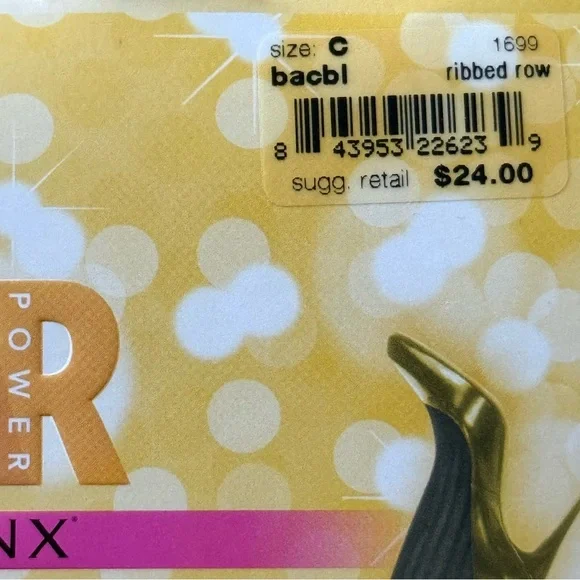 size: C 1699
bacbl ribbed row
8 43953 22623 9
sugg. retail $24.00
R
POWER
NX